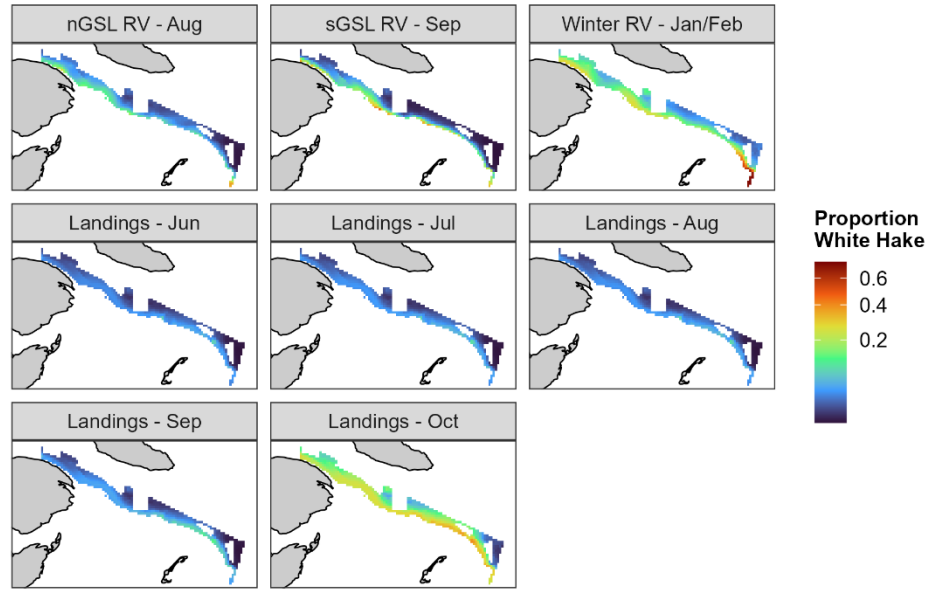 nGSL RV - Aug
sGSL RV - Sep
Winter RV - Jan/Feb
Landings - Jun
Landings - Jul
Landings - Aug
Landings - Sep
Landings - Oct
Proportion
White Hake
0.6
0.4
0.2